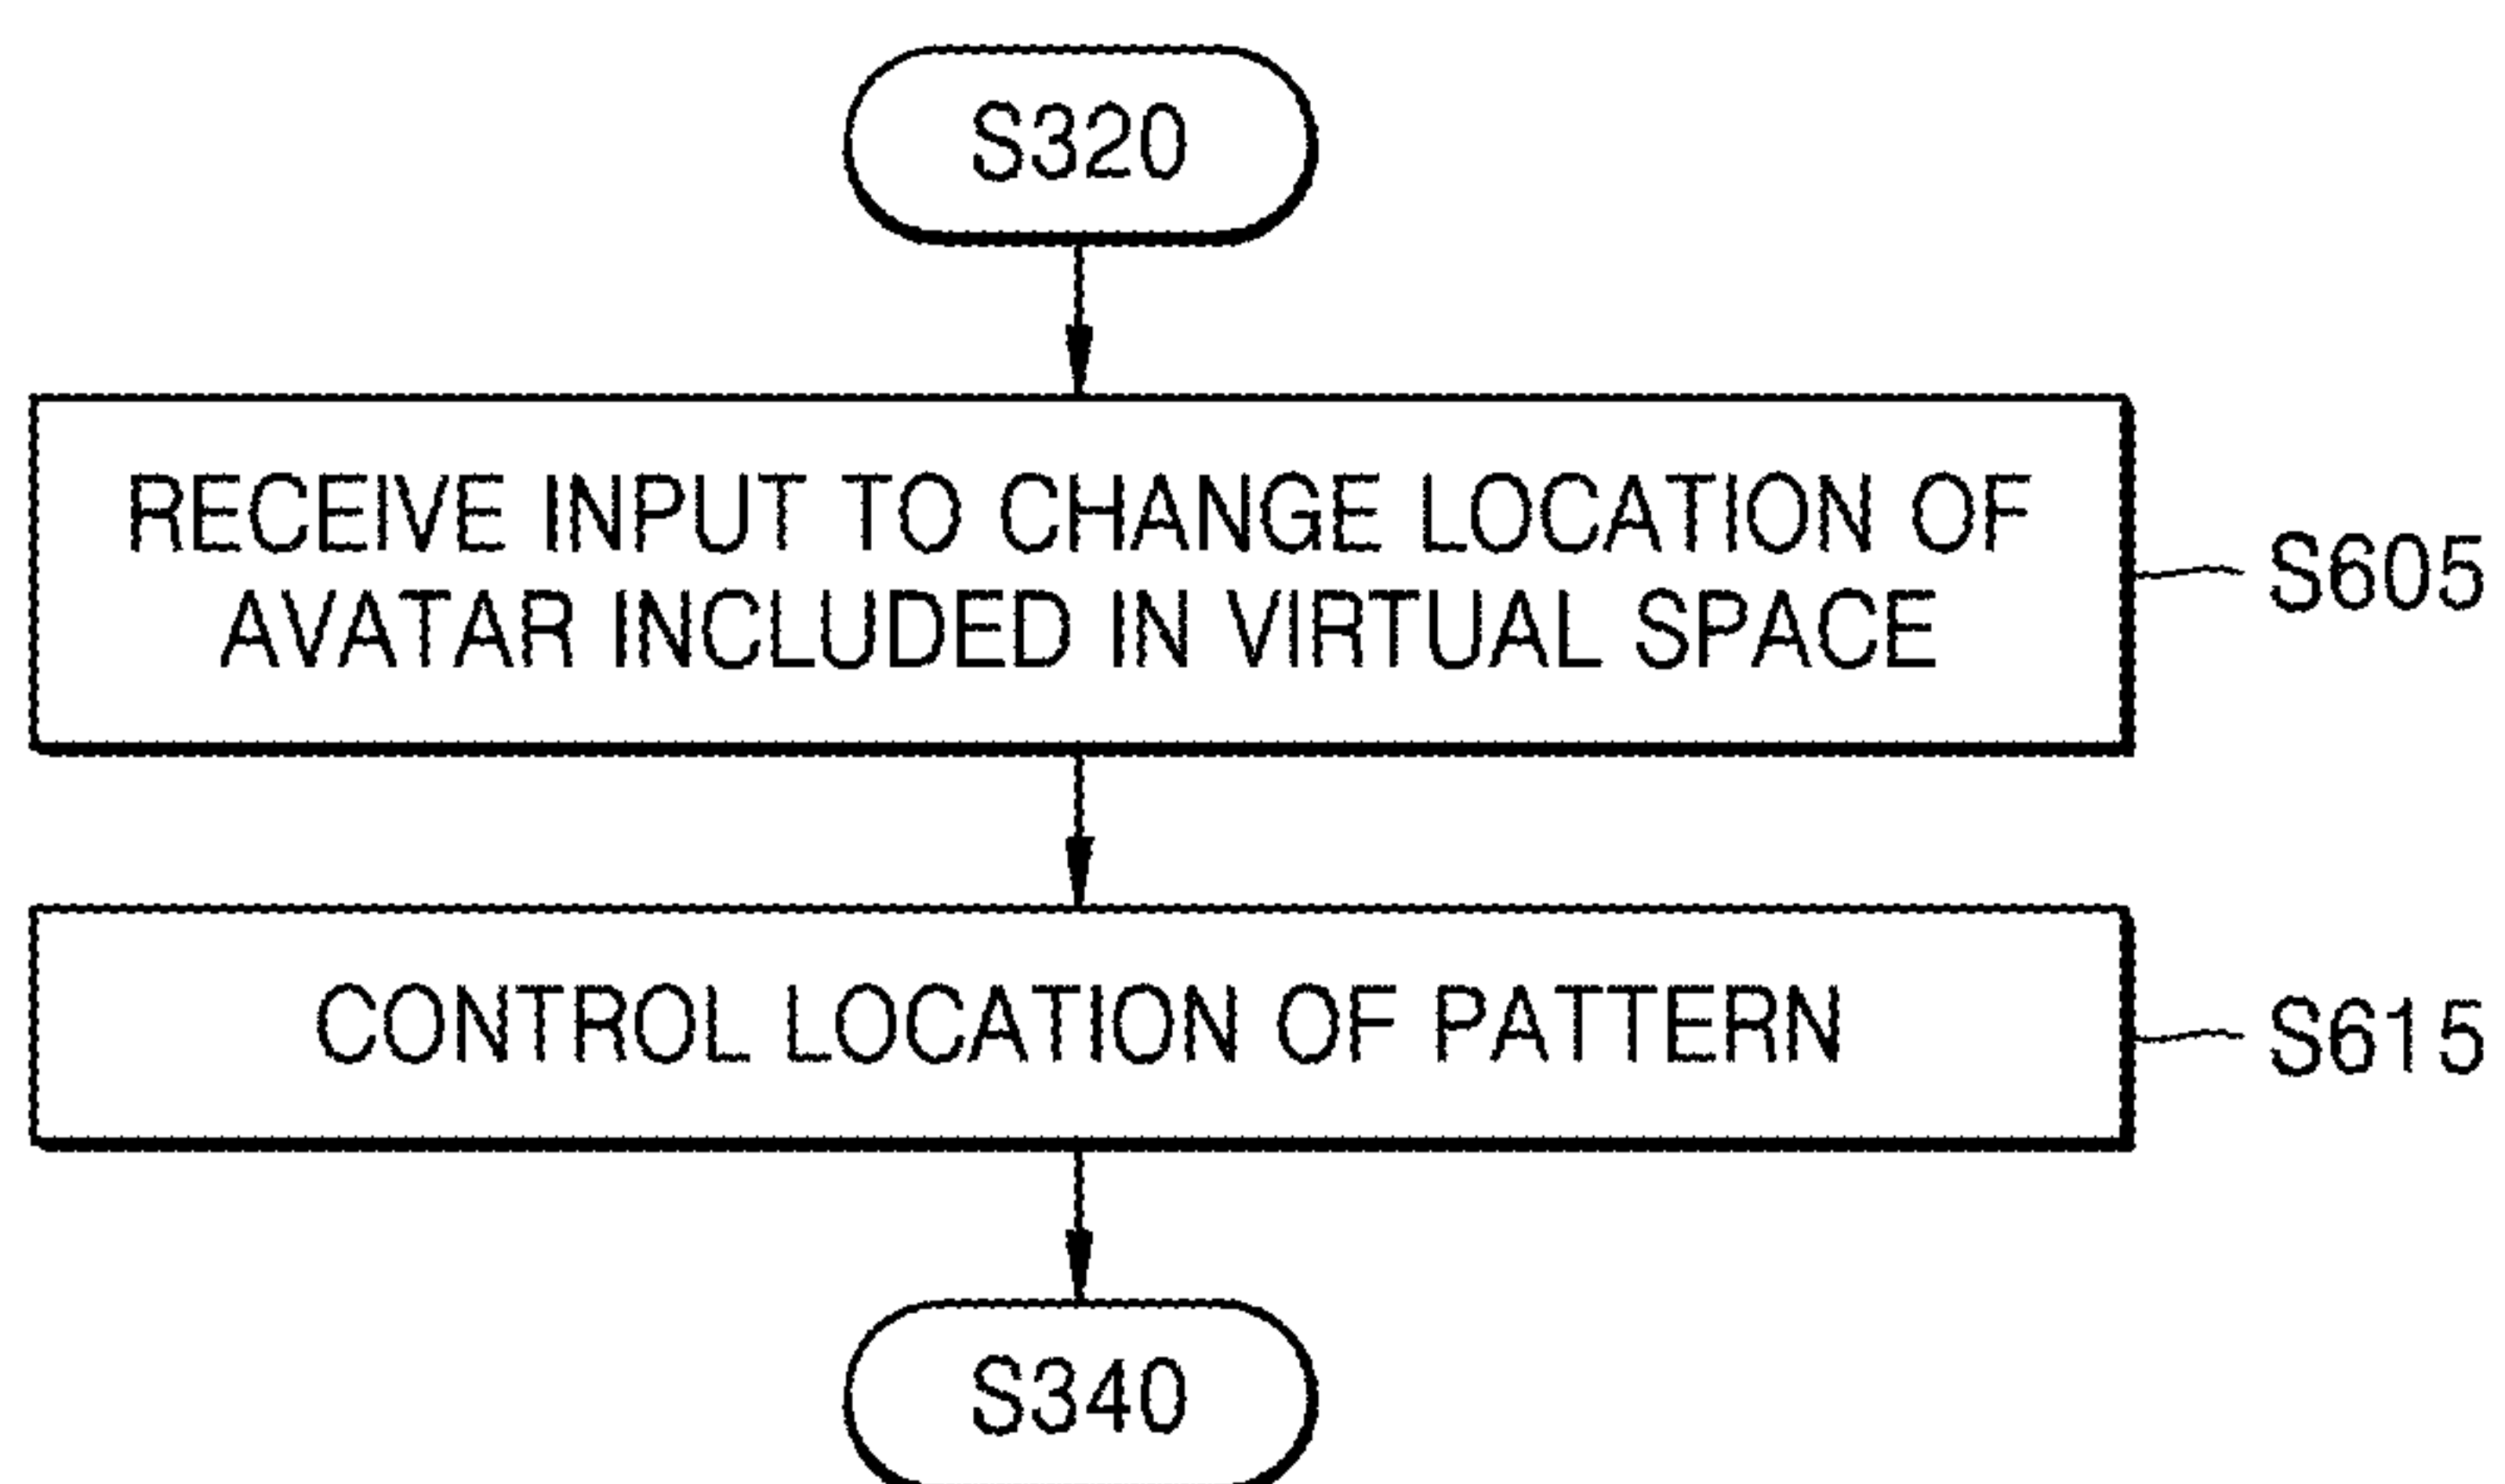 S320
RECEIVE INPUT TO CHANGE LOCATION OF
AVATAR INCLUDED IN VIRTUAL SPACE
S605
CONTROL LOCATION OF PATTERN
S615
S340